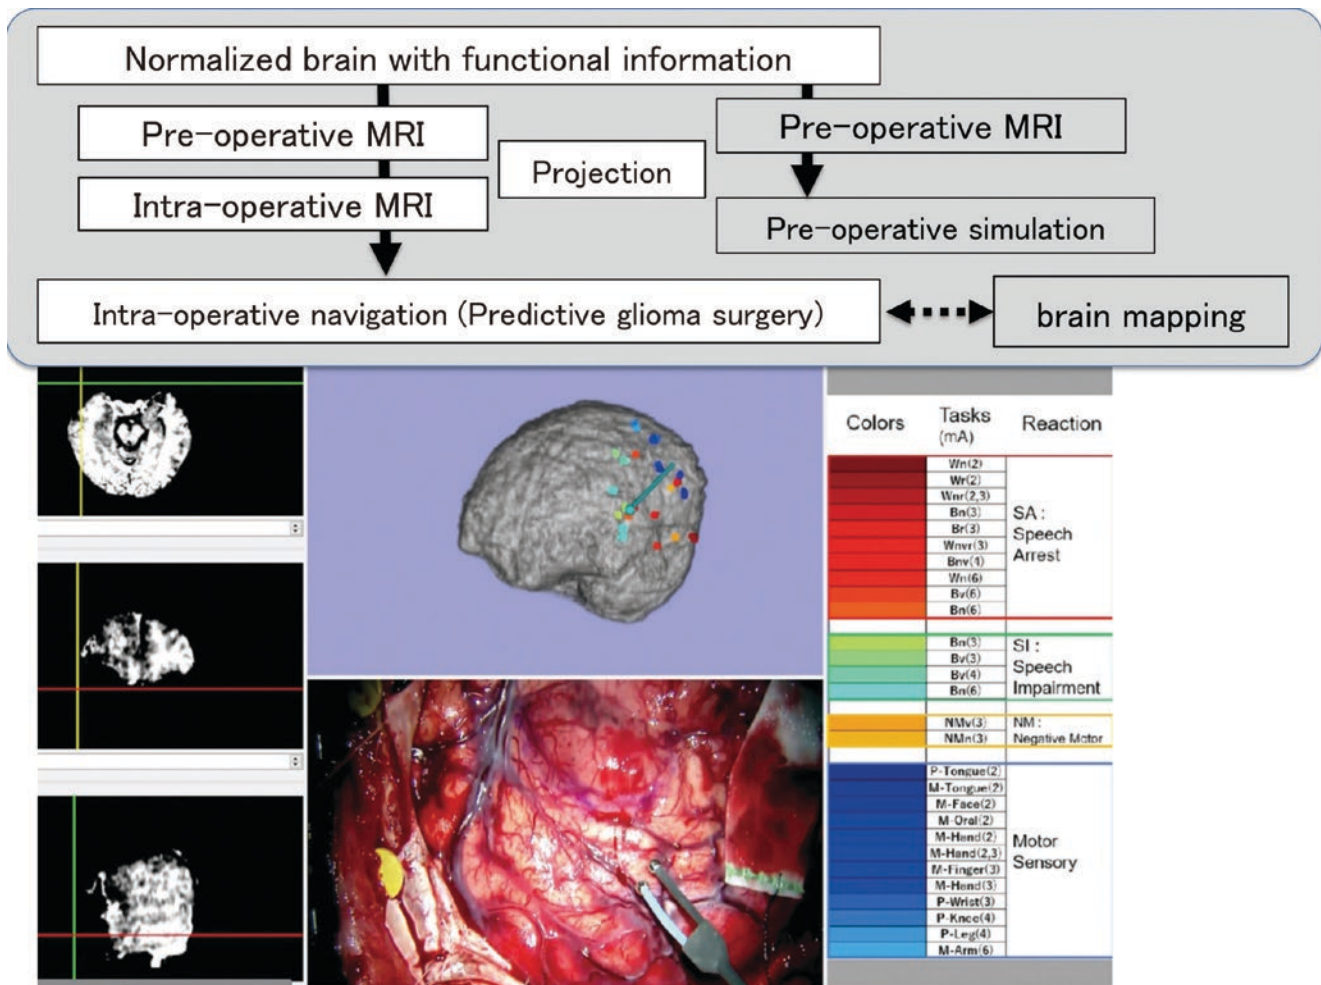 Normalized brain with functional information
Pre-operative MRI
Intra-operative MRI
Projection
Pre-operative MRI
Pre-operative simulation
Intra-operative navigation (Predictive glioma surgery)
brain mapping
Colors
Tasks
(mA)
Reaction
Wn(2)
Wr(2)
Wnr(2,3)
Bn(3)
Br(3)
Wnvr(3)
Bnv(4)
Wn(6)
Bv(6)
Bn(6)
SA :
Speech
Arrest
Bn(3)
Bv(3)
Bv(4)
Bn(6)
SI :
Speech
Impairment
NMv(3)
NMn(3)
NM :
Negative Motor
P-Tongue(2)
M-Tongue(2)
M-Face(2)
M-Oral(2)
M-Hand(2)
M-Hand(2,3)
M-Finger(3)
M-Hand(3)
P-Wrist(3)
P-Knee(4)
P-Leg(4)
M-Arm(6)
Motor
Sensory